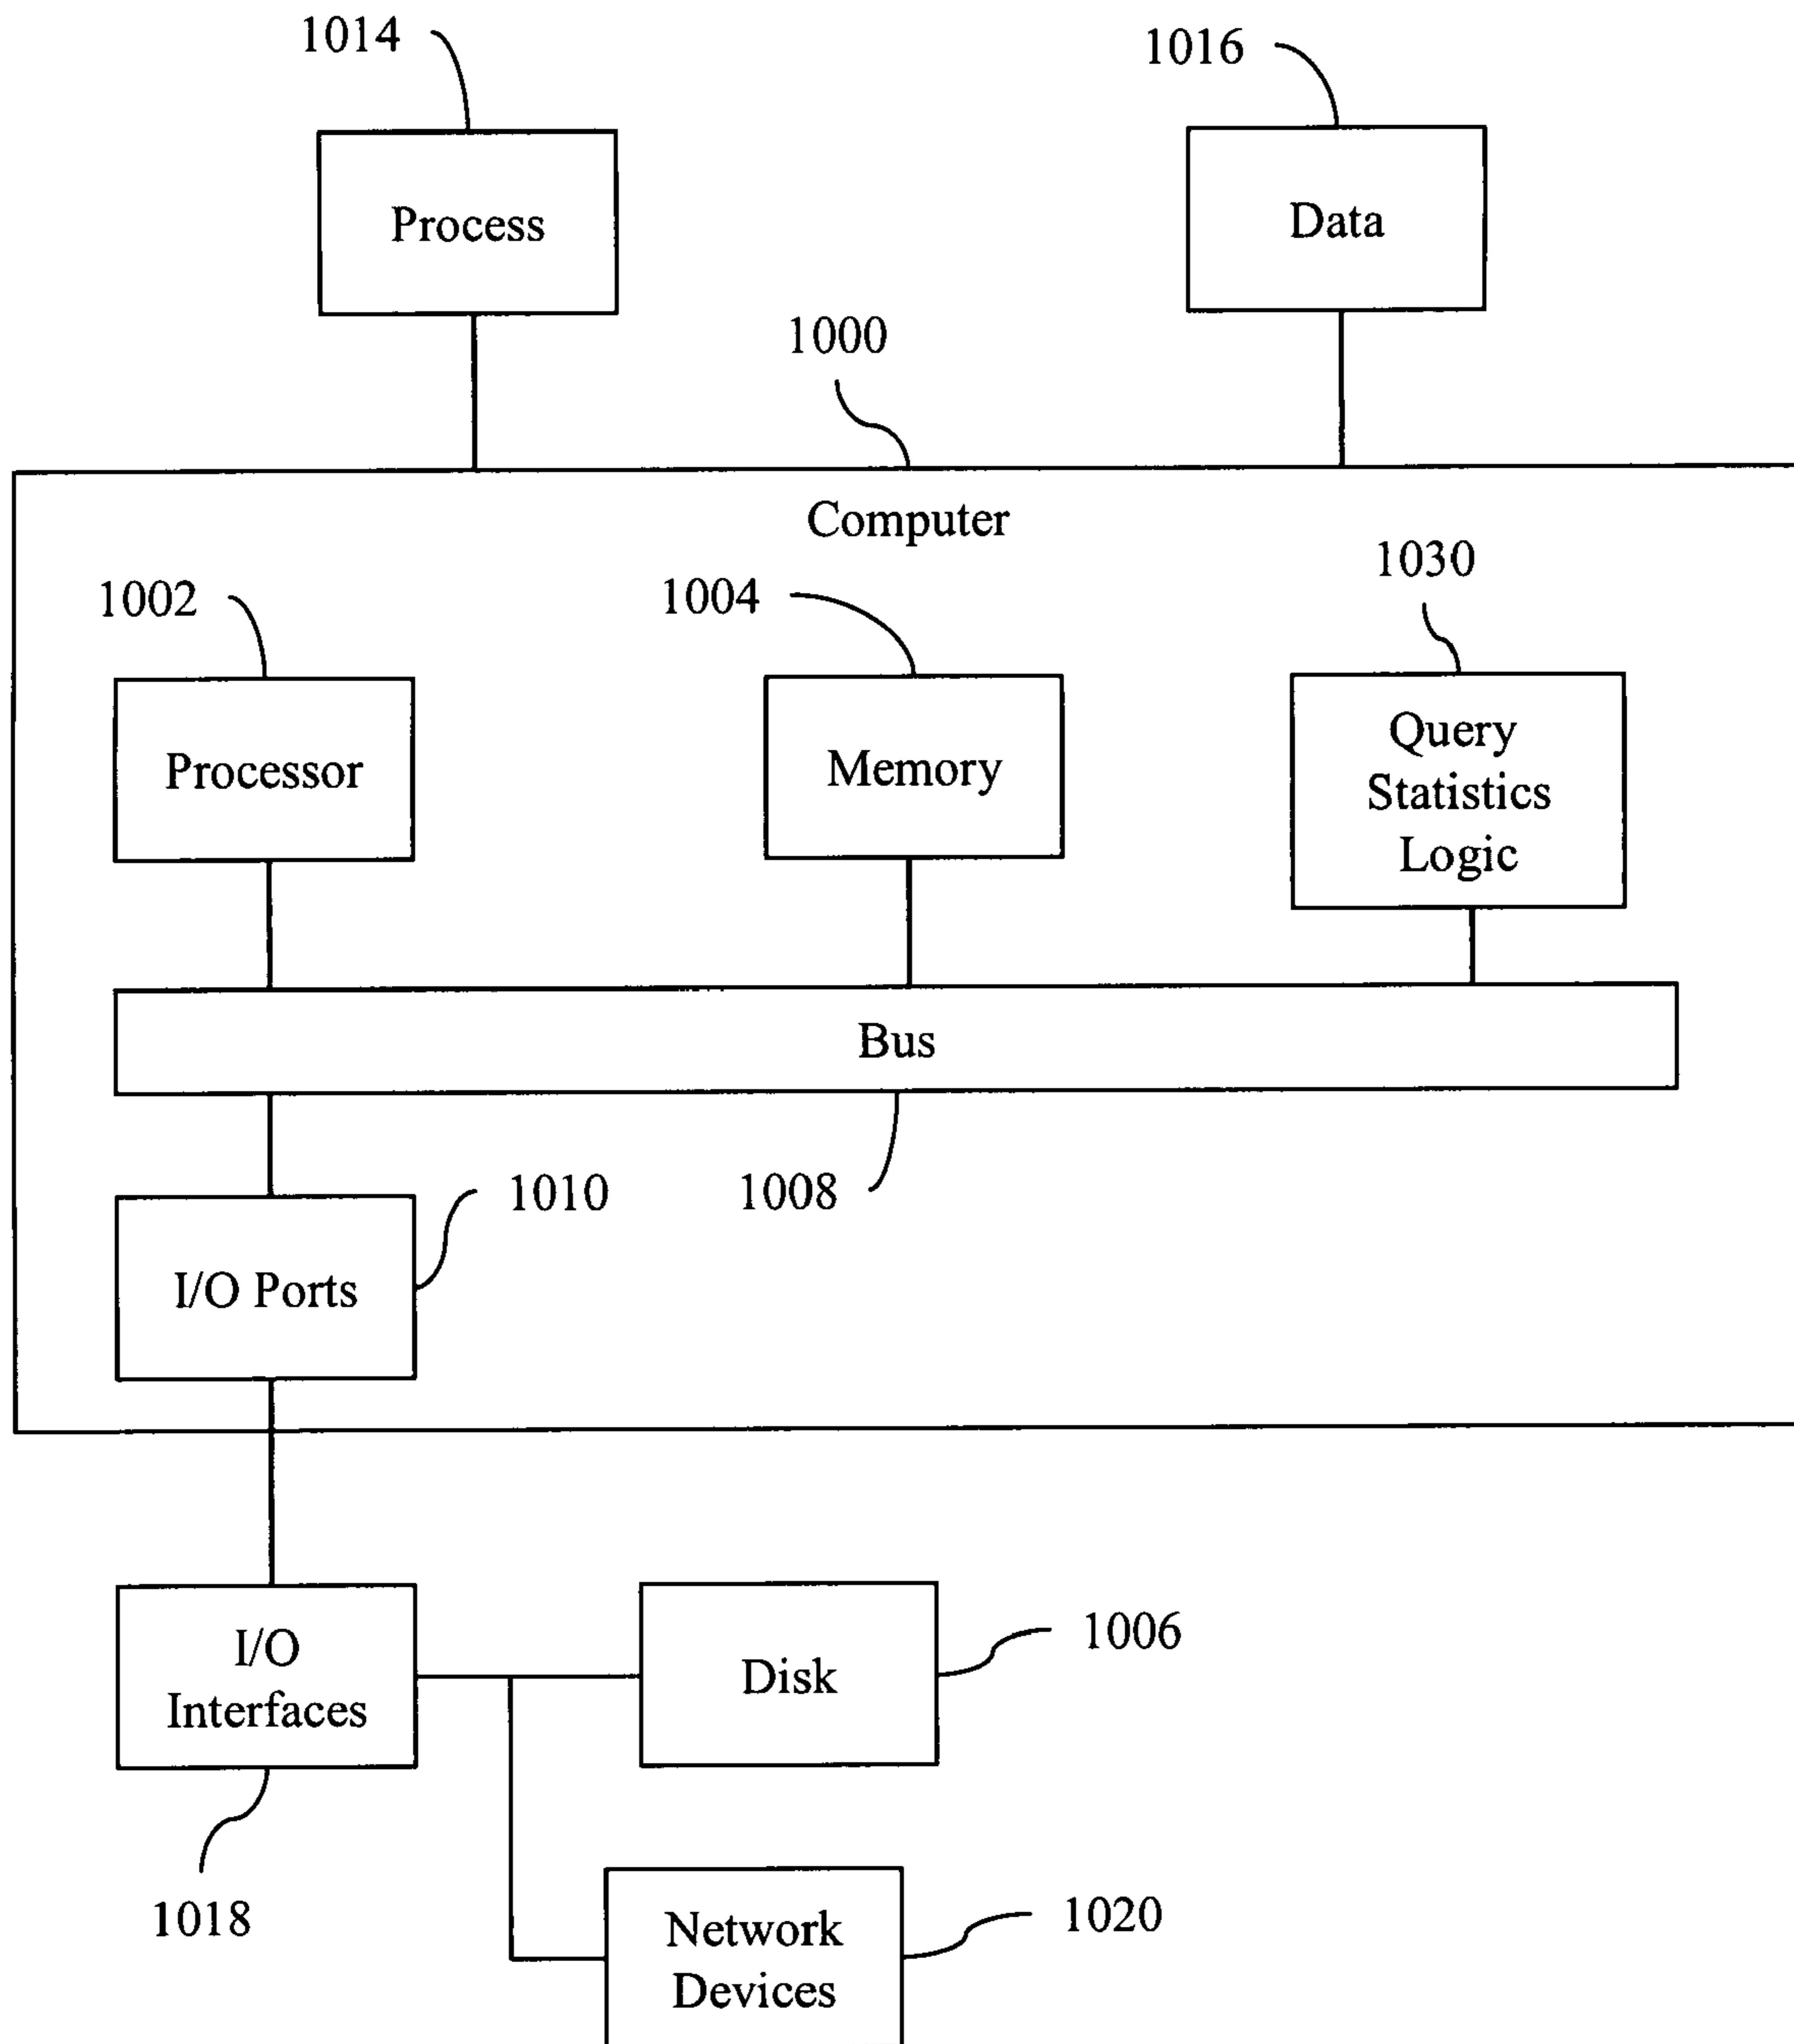 1014
1016
Process
Data
1000
Computer
1030
1002
1004
Query
Statistics
Logic
Processor
Memory
Bus
1010
1008
I/O Ports
I/O
Interfaces
Disk
1006
1018
Network
Devices
1020